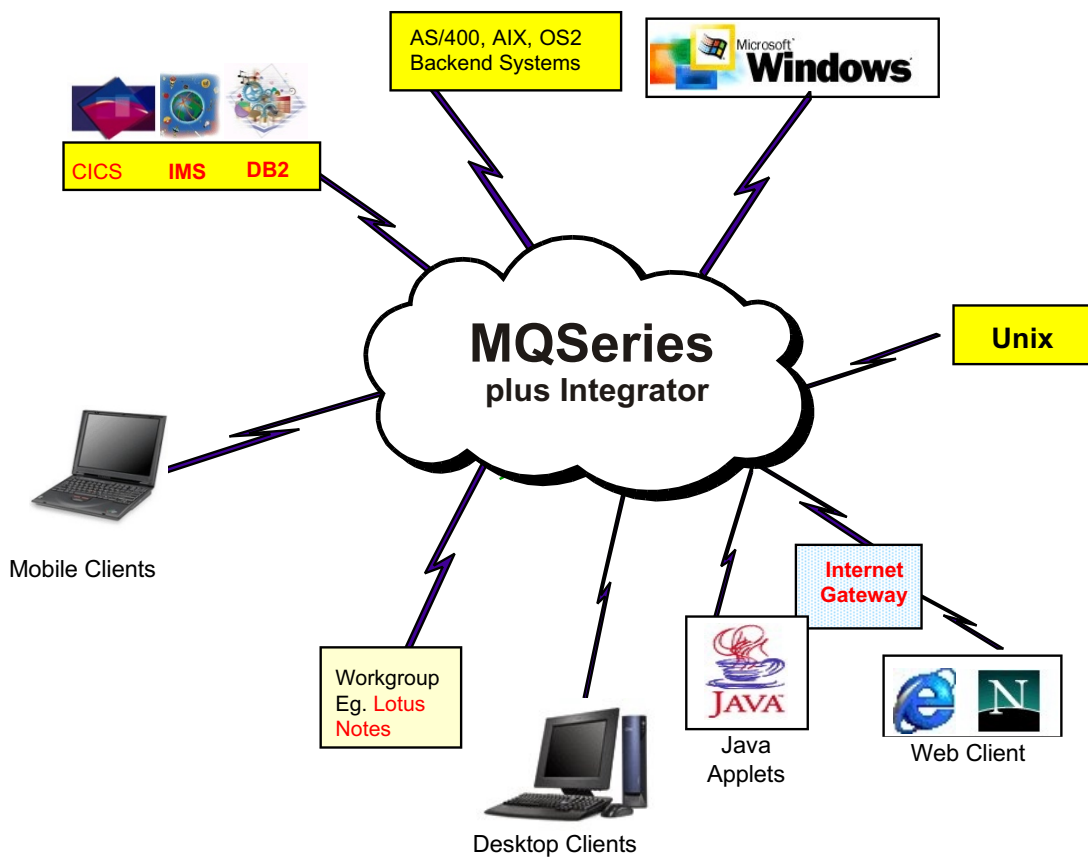 AS/400, AIX, OS2
Backend Systems
Microsoft
Windows
CICS IMS DB2
MQSeries
plus Integrator
Unix
Mobile Clients
Internet
Gateway
Workgroup
Eg. Lotus
Notes
JAVA
Java
Applets
N
Web Client
Desktop Clients